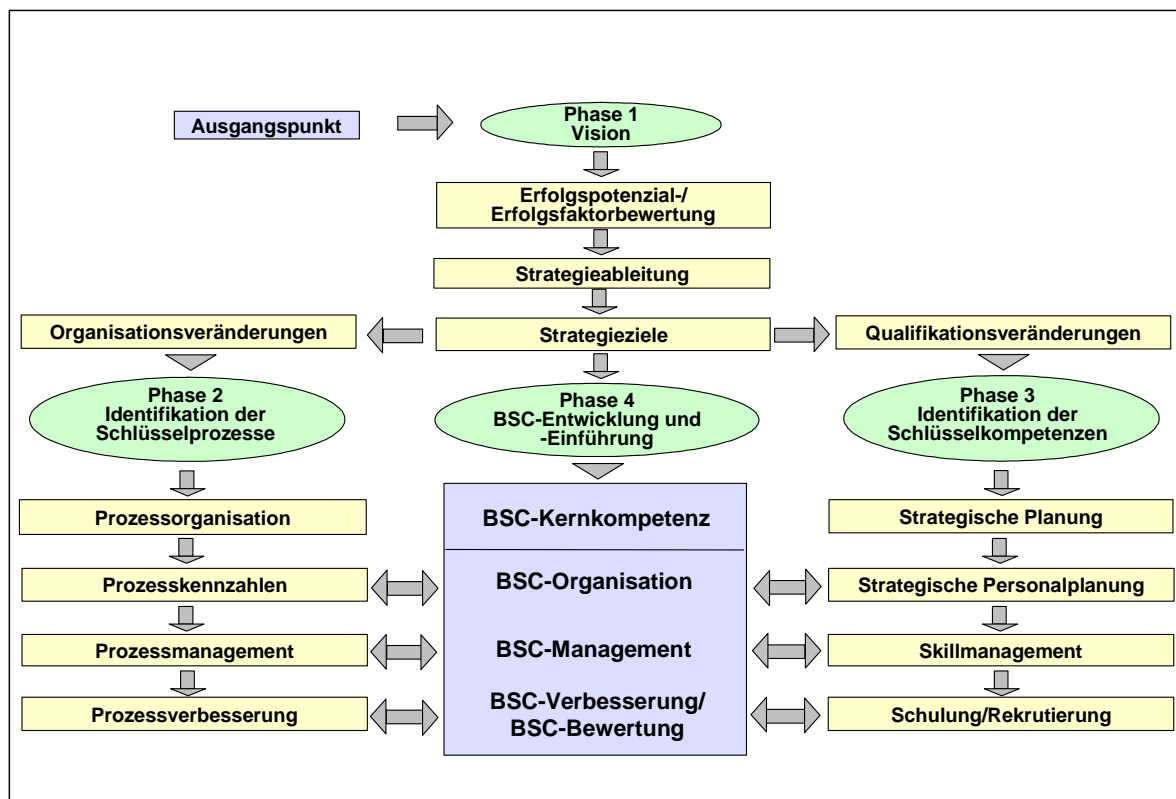 Ausgangspunkt
Phase 1
Vision
Erfolgspotenzial-/
Erfolgsfaktorbewertung
Strategieableitung
Organisationsveränderungen
Strategieziele
Qualifikationsveränderungen
Phase 2
Identifikation der
Schlüsselprozesse
Phase 4
BSC-Entwicklung und
-Einführung
Phase 3
Identifikation der
Schlüsselkompetenzen
Prozessorganisation
BSC-Kernkompetenz
Strategische Planung
Prozesskennzahlen
BSC-Organisation
Strategische Personalplanung
Prozessmanagement
BSC-Management
Skillmanagement
Prozessverbesserung
BSC-Verbesserung/
BSC-Bewertung
Schulung/Rekrutierung